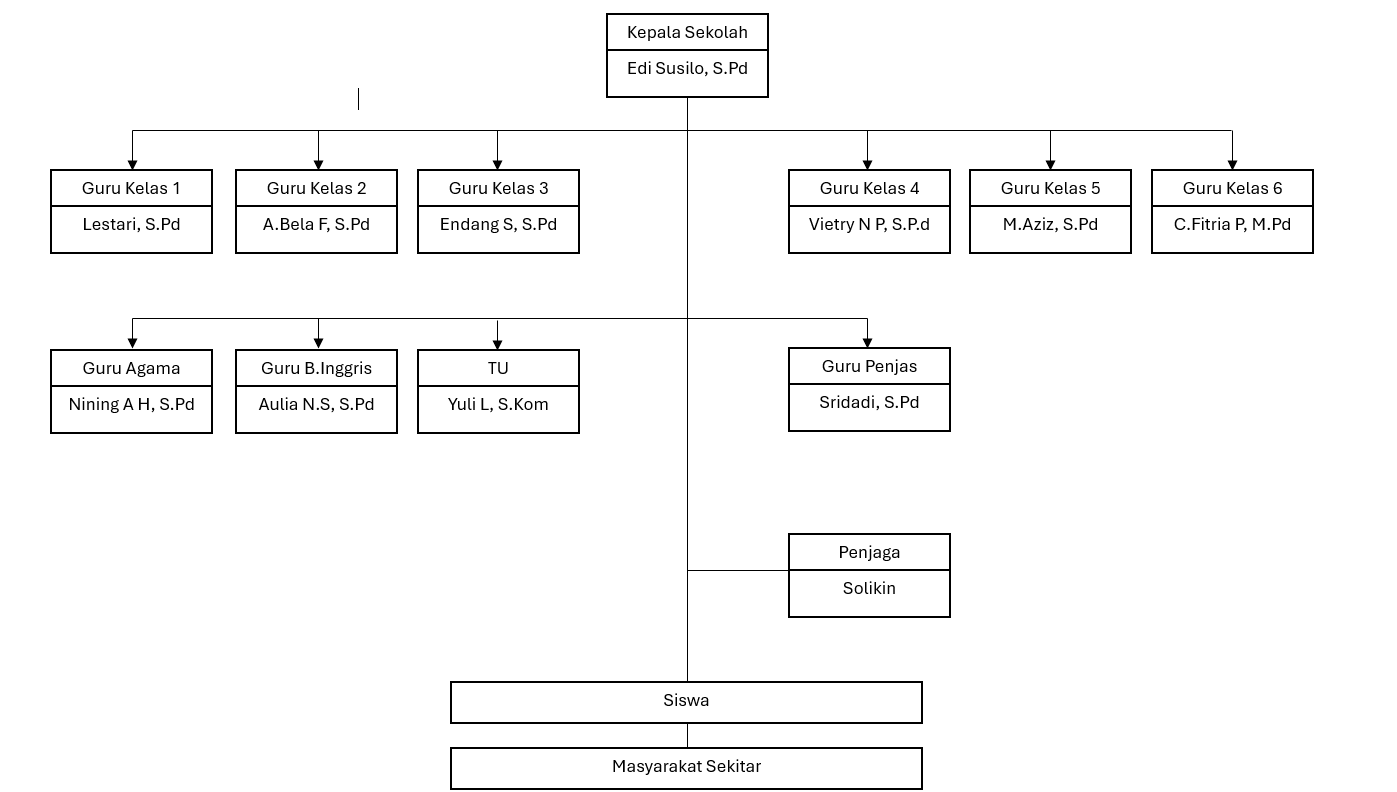 Kepala Sekolah
Edi Susilo, S.Pd
Guru Kelas 1
Lestari, S.Pd
Guru Kelas 2
A.Bela F, S.Pd
Guru Kelas 3
Endang S, S.Pd
Guru Kelas 4
Vietry N P, S.P.d
Guru Kelas 5
M.Aziz, S.Pd
Guru Kelas 6
C.Fitria P, M.Pd
Guru Agama
Nining A H, S.Pd
Guru B.Inggris
Aulia N.S, S.Pd
TU
Yuli L, S.Kom
Guru Penjas
Sridadi, S.Pd
Penjaga
Solikin
Siswa
Masyarakat Sekitar